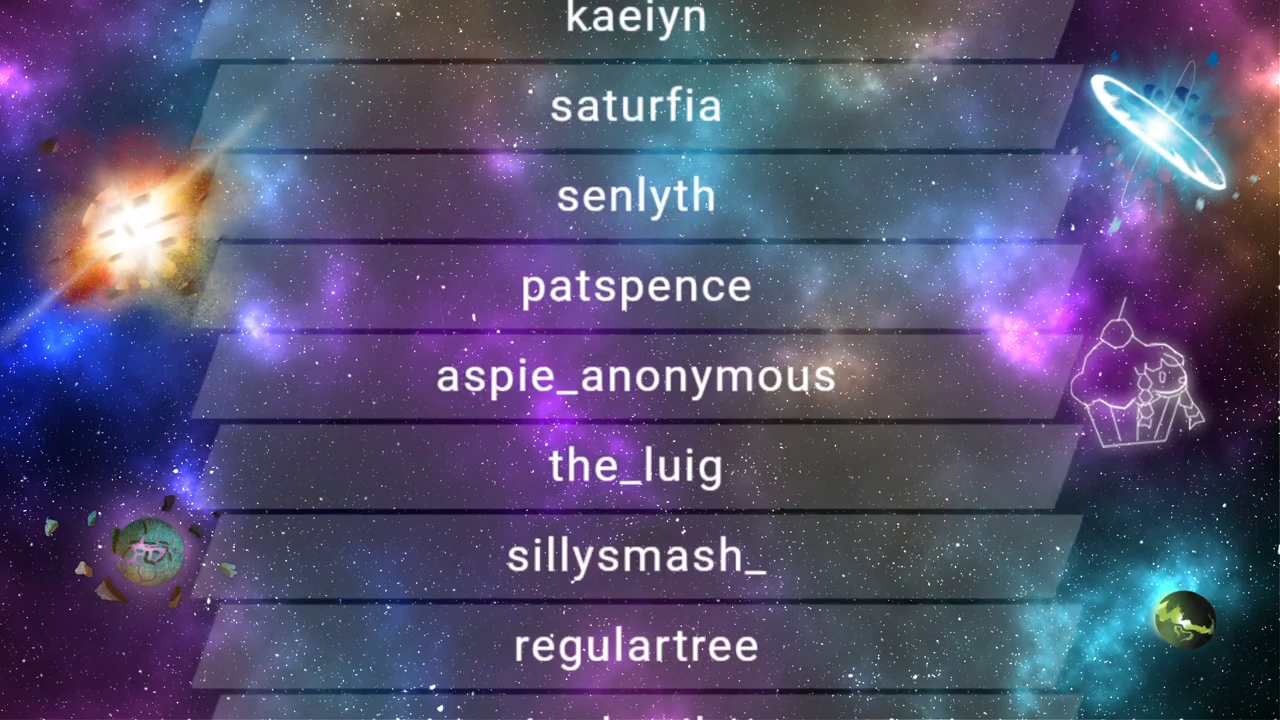 kaeiyn
saturfia
senlyth
patspence
aspie_anonymous
the_luig
sillysmash_
regulartree